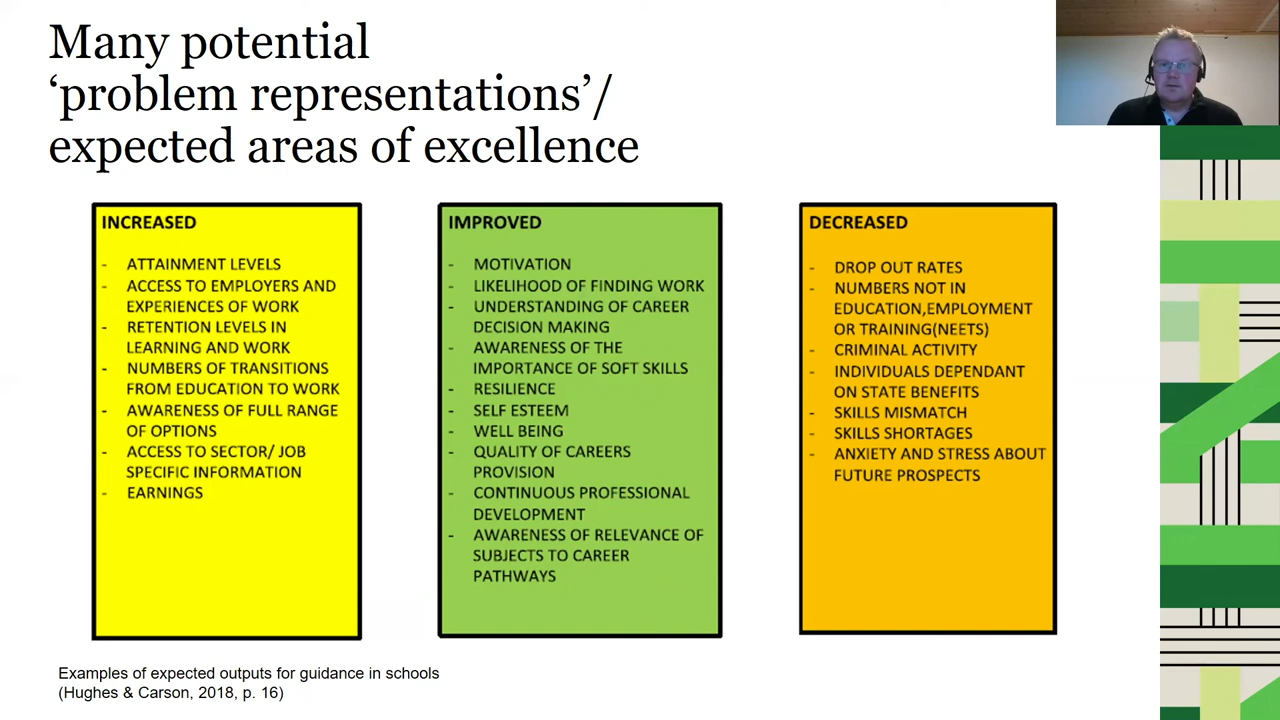 Many potential
‘problem representations’/
expected areas of excellence
INCREASED
- ATTAINMENT LEVELS
- ACCESS TO EMPLOYERS AND
EXPERIENCES OF WORK
- RETENTION LEVELS IN
LEARNING AND WORK
- NUMBERS OF TRANSITIONS
FROM EDUCATION TO WORK
- AWARENESS OF FULL RANGE
OF OPTIONS
- ACCESS TO SECTOR/ JOB
SPECIFIC INFORMATION
- EARNINGS
IMPROVED
- MOTIVATION
- LIKELIHOOD OF FINDING WORK
- UNDERSTANDING OF CAREER
DECISION MAKING
- AWARENESS OF THE
IMPORTANCE OF SOFT SKILLS
- RESILIENCE
- SELF ESTEEM
- WELL BEING
- QUALITY OF CAREERS
PROVISION
- CONTINUOUS PROFESSIONAL
DEVELOPMENT
- AWARENESS OF RELEVANCE OF
SUBJECTS TO CAREER
PATHWAYS
DECREASED
- DROP OUT RATES
- NUMBERS NOT IN
EDUCATION,EMPLOYMENT
OR TRAINING(NEETS)
- CRIMINAL ACTIVITY
- INDIVIDUALS DEPENDANT
ON STATE BENEFITS
- SKILLS MISMATCH
- SKILLS SHORTAGES
- ANXIETY AND STRESS ABOUT
FUTURE PROSPECTS
Examples of expected outputs for guidance in schools
(Hughes & Carson, 2018, p. 16)